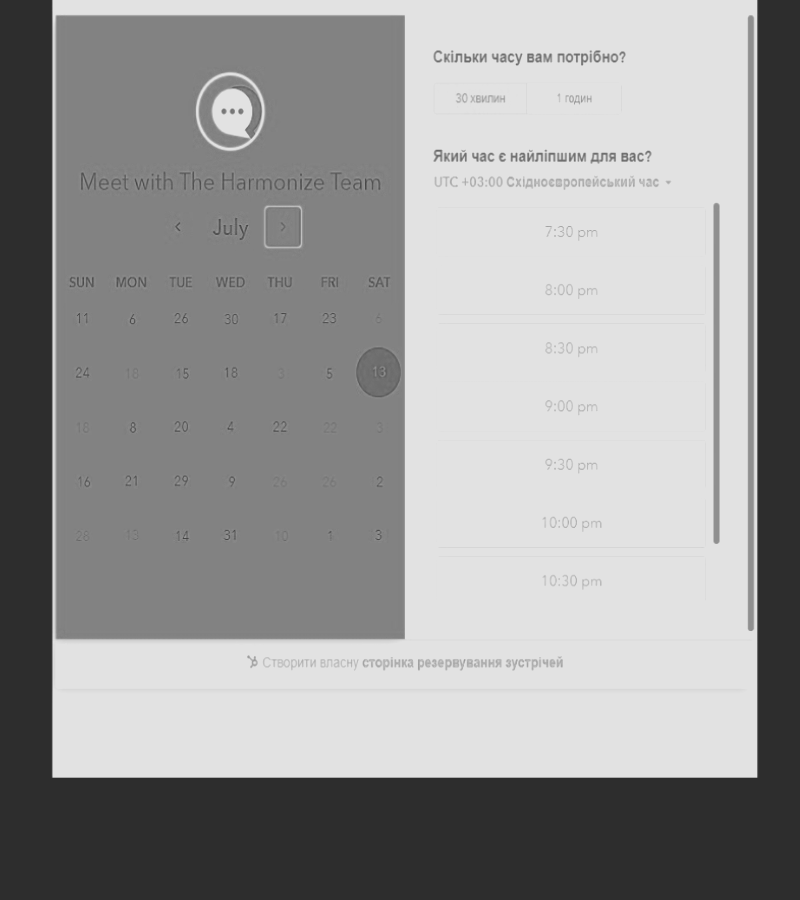 Meet with The Harmonize Team
July
SUN MON TUE WED THU FRI SAT
11 6 26 30 17 23 6
24 18 15 18 3 5 13
18 8 20 4 22 22 3
16 21 29 9 26 26 2
26 13 14 31 10 1 3
Скільки часу вам потрібно?
30 хвилин 1 годин
Який час є найліпшим для вас?
UTC +03:00 Східноєвропейський час
7:30 pm
8:00 pm
8:30 pm
9:00 pm
9:30 pm
10:00 pm
10:30 pm
Створити власну сторінка резервування зустрічей